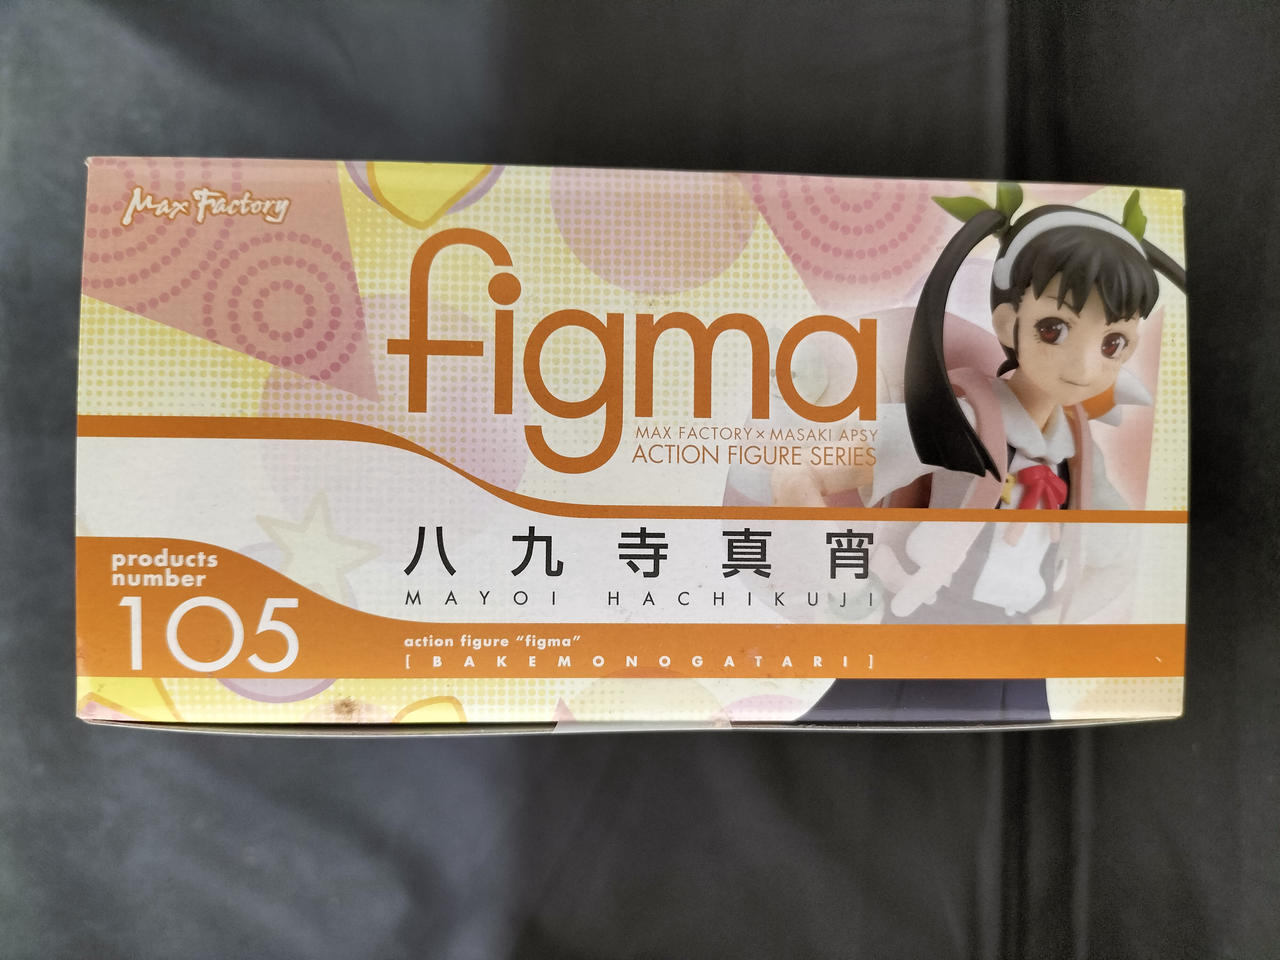 Max Factory
figma
MAX FACTORY × MASAKI APSY
ACTION FIGURE SERIES
八九寺真宵
MAYOI HACHIKUJI
products
number
105
action figure "figma"
[BAKEMONOGATARI]